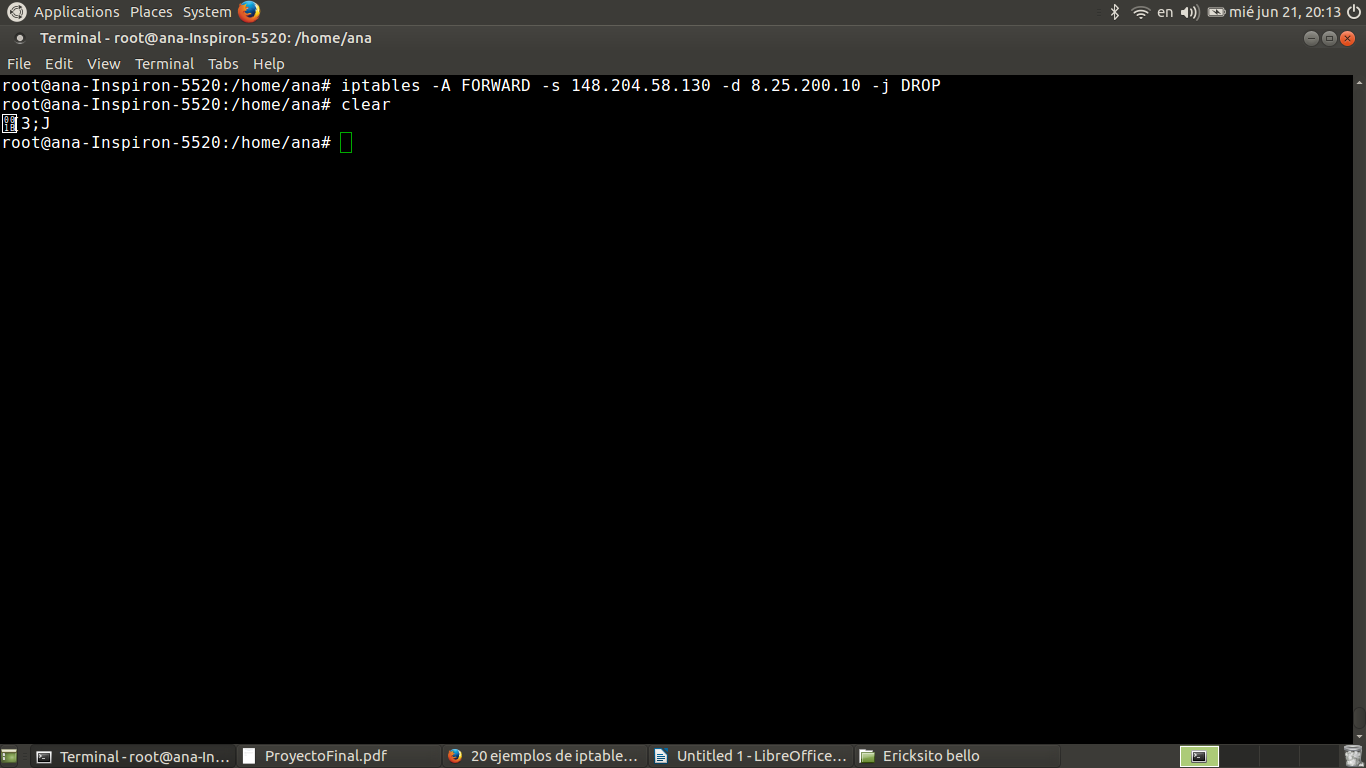 Applications Places System en mié jun 21, 20:13
Terminal - root@ana-Inspiron-5520: /home/ana
File Edit View Terminal Tabs Help
root@ana-Inspiron-5520:/home/ana# iptables -A FORWARD -s 148.204.58.130 -d 8.25.200.10 -j DROP
root@ana-Inspiron-5520:/home/ana# clear
[3;J
root@ana-Inspiron-5520:/home/ana#
Terminal - root@ana-In... ProyectoFinal.pdf 20 ejemplos de iptable... Untitled 1 - LibreOffice... Ericksito bello